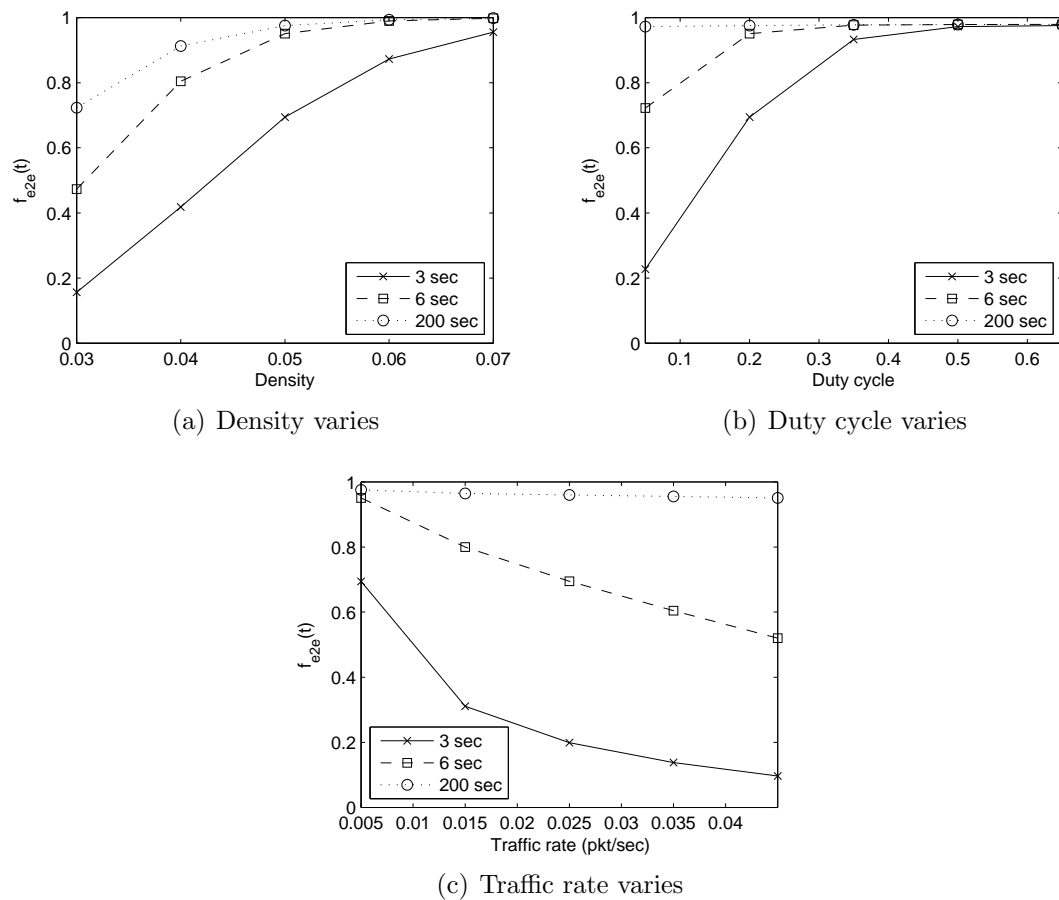 1
0.8
0.6
0.4
0.2
0
f_e2e(t)
0.03 0.04 0.05 0.06 0.07
Density
3 sec
6 sec
200 sec
(a) Density varies
1
0.8
0.6
0.4
0.2
0
f_e2e(t)
0.1 0.2 0.3 0.4 0.5 0.6
Duty cycle
3 sec
6 sec
200 sec
(b) Duty cycle varies
1
0.8
0.6
0.4
0.2
0
f_e2e(t)
0.005 0.01 0.015 0.02 0.025 0.03 0.035 0.04
Traffic rate (pkt/sec)
3 sec
6 sec
200 sec
(c) Traffic rate varies